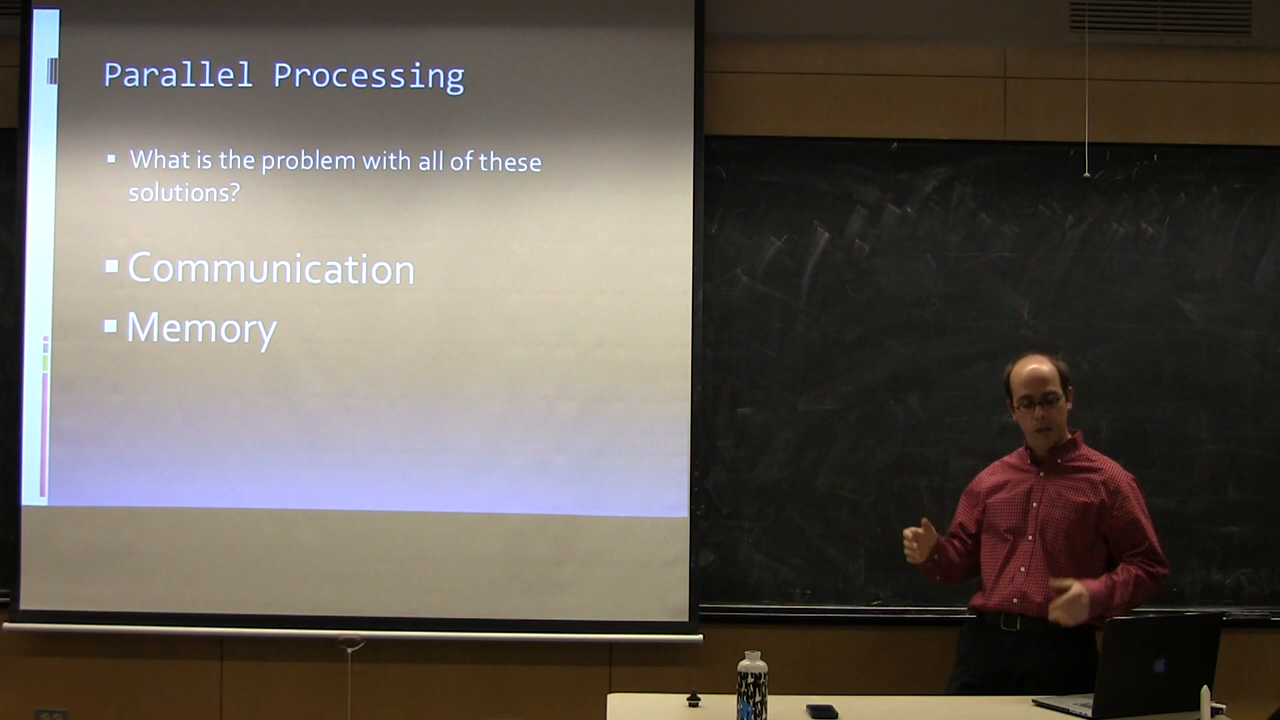 Parallel Processing
What is the problem with all of these
solutions?
Communication
Memory